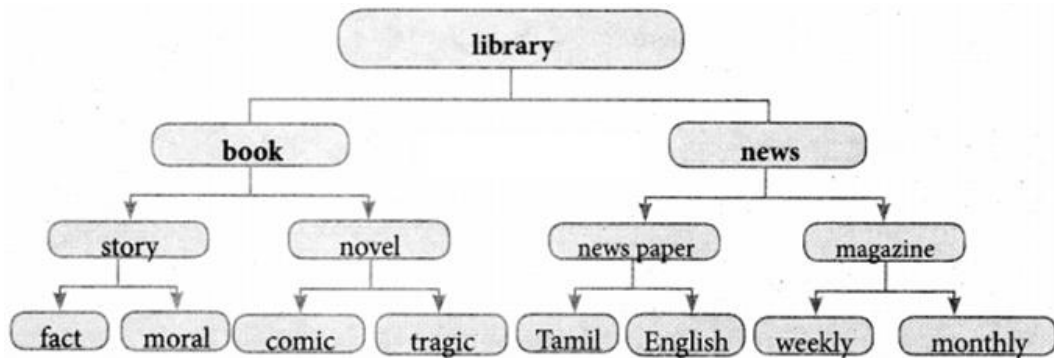 library
book news
story novel news paper magazine
fact moral comic tragic Tamil English weekly monthly